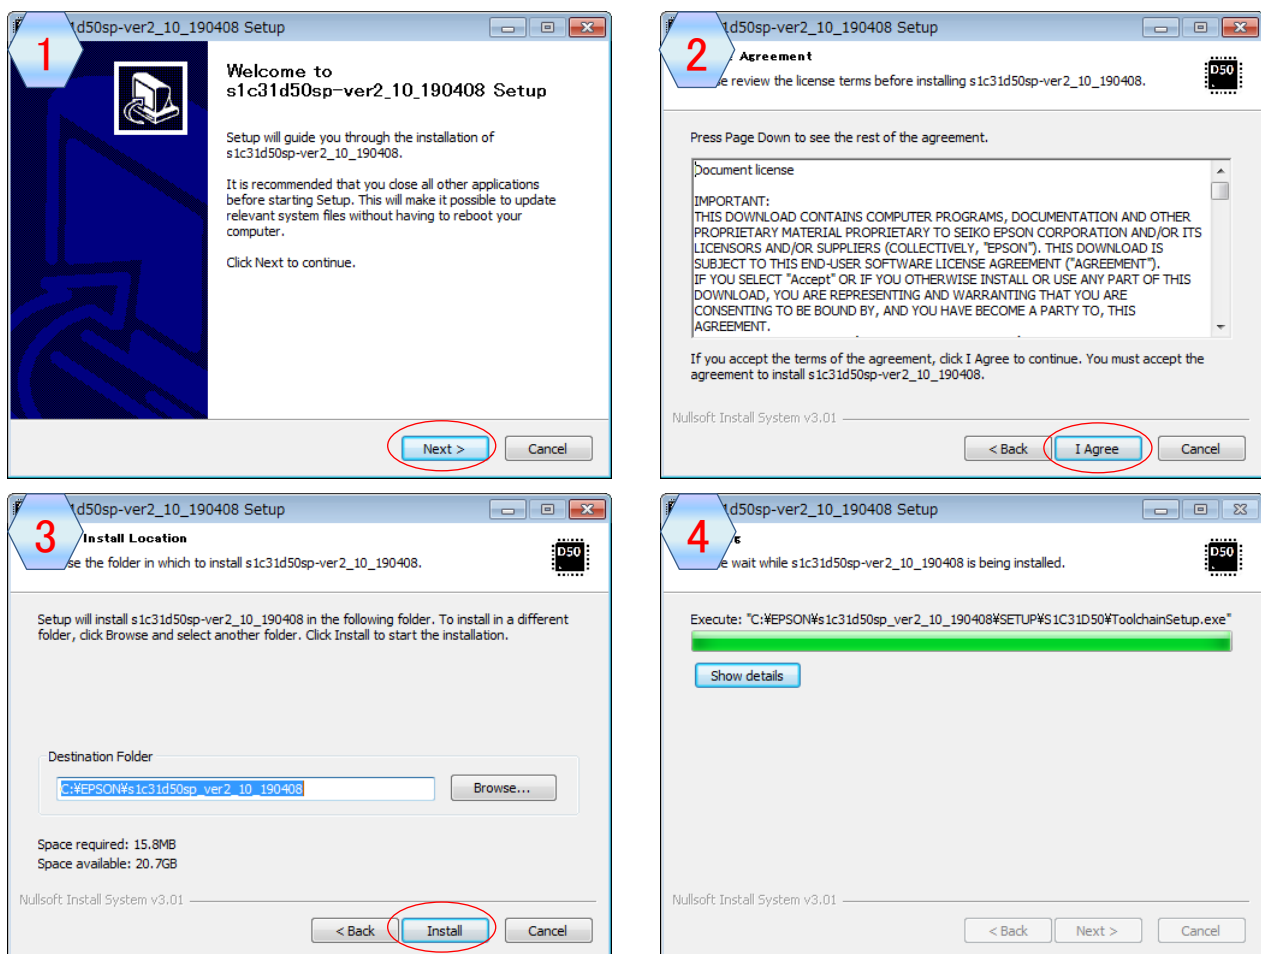 1
d50sp-ver2_10_190408 Setup
Welcome to
s1c31d50sp-ver2_10_190408 Setup
Setup will guide you through the installation of
s1c31d50sp-ver2_10_190408.
It is recommended that you close all other applications
before starting Setup. This will make it possible to update
relevant system files without having to reboot your
computer.
Click Next to continue.
Next >
Cancel
2
1d50sp-ver2_10_190408 Setup
Agreement
e review the license terms before installing s1c31d50sp-ver2_10_190408.
D50
Press Page Down to see the rest of the agreement.
Document license
IMPORTANT:
THIS DOWNLOAD CONTAINS COMPUTER PROGRAMS, DOCUMENTATION AND OTHER
PROPRIETARY MATERIAL PROPRIETARY TO SEIKO EPSON CORPORATION AND/OR ITS
LICENSORS AND/OR SUPPLIERS (COLLECTIVELY, "EPSON"). THIS DOWNLOAD IS
SUBJECT TO THIS END-USER SOFTWARE LICENSE AGREEMENT ("AGREEMENT").
IF YOU SELECT "Accept" OR IF YOU OTHERWISE INSTALL OR USE ANY PART OF THIS
DOWNLOAD, YOU ARE REPRESENTING AND WARRANTING THAT YOU ARE
CONSENTING TO BE BOUND BY, AND YOU HAVE BECOME A PARTY TO, THIS
AGREEMENT.
If you accept the terms of the agreement, click I Agree to continue. You must accept the
agreement to install s1c31d50sp-ver2_10_190408.
Nullsoft Install System v3.01
< Back
I Agree
Cancel
3
1d50sp-ver2_10_190408 Setup
Install Location
se the folder in which to install s1c31d50sp-ver2_10_190408.
D50
Setup will install s1c31d50sp-ver2_10_190408 in the following folder. To install in a different
folder, click Browse and select another folder. Click Install to start the installation.
Destination Folder
C:¥EPSON¥s1c31d50sp_ver2_10_190408
Browse...
Space required: 15.8MB
Space available: 20.7GB
Nullsoft Install System v3.01
< Back
Install
Cancel
4
1d50sp-ver2_10_190408 Setup
g
e wait while s1c31d50sp-ver2_10_190408 is being installed.
D50
Execute: "C:¥EPSON¥s1c31d50sp_ver2_10_190408¥SETUP¥S1C31D50¥ToolchainSetup.exe"
Show details
Nullsoft Install System v3.01
< Back
Next >
Cancel